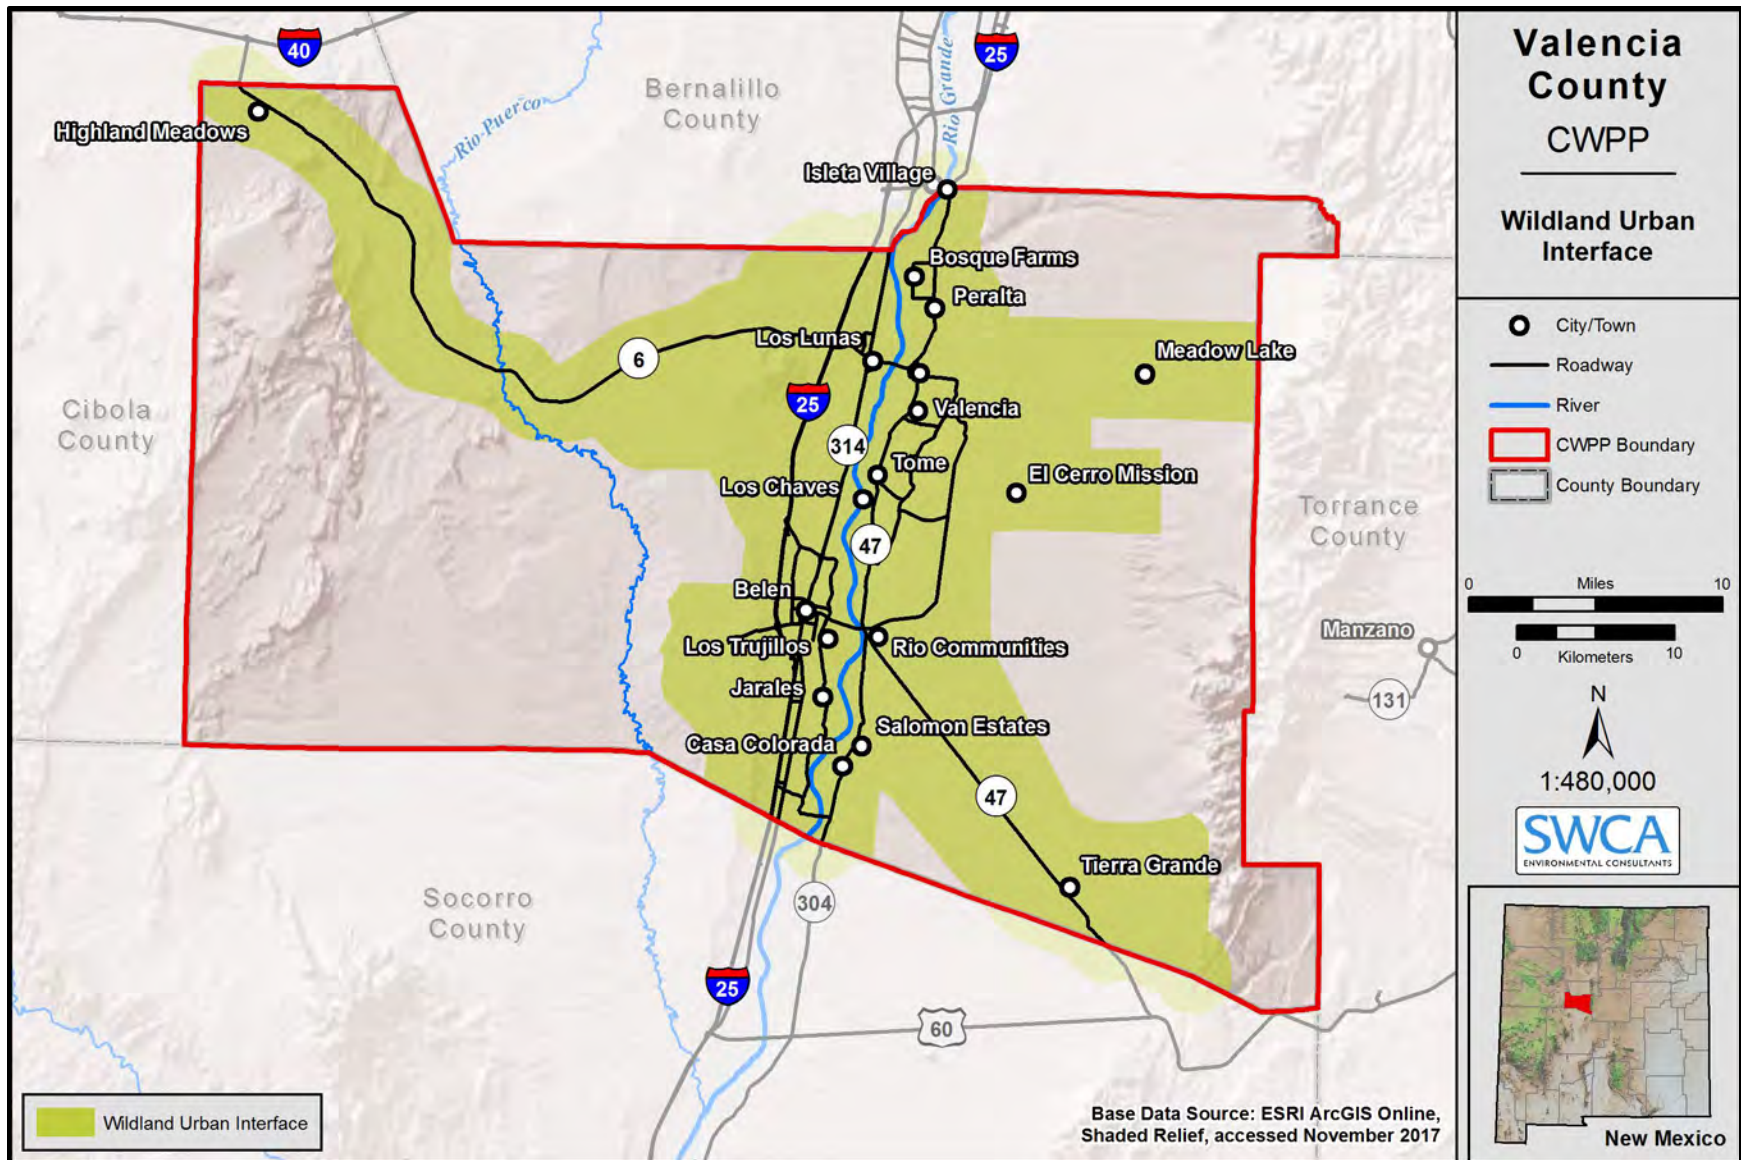 40
25
Bernalillo
County
Rio Grande
Rio Puerco
Highland Meadows
Isleta Village
Bosque Farms
Peralta
Los Lunas
Meadow Lake
6
Cibola
County
25
Valencia
314
Tome
El Cerro Mission
Los Chaves
Torrance
County
47
Belen
Manzano
Los Trujillos
Rio Communities
Jarales
131
Salomon Estates
Casa Colorada
47
Tierra Grande
Socorro
County
304
25
60
Wildland Urban Interface
Base Data Source: ESRI ArcGIS Online,
Shaded Relief, accessed November 2017
Valencia
County
CWPP
Wildland Urban
Interface
City/Town
Roadway
River
CWPP Boundary
County Boundary
0 Miles 10
0 Kilometers 10
N
1:480,000
SWCA
ENVIRONMENTAL CONSULTANTS
New Mexico